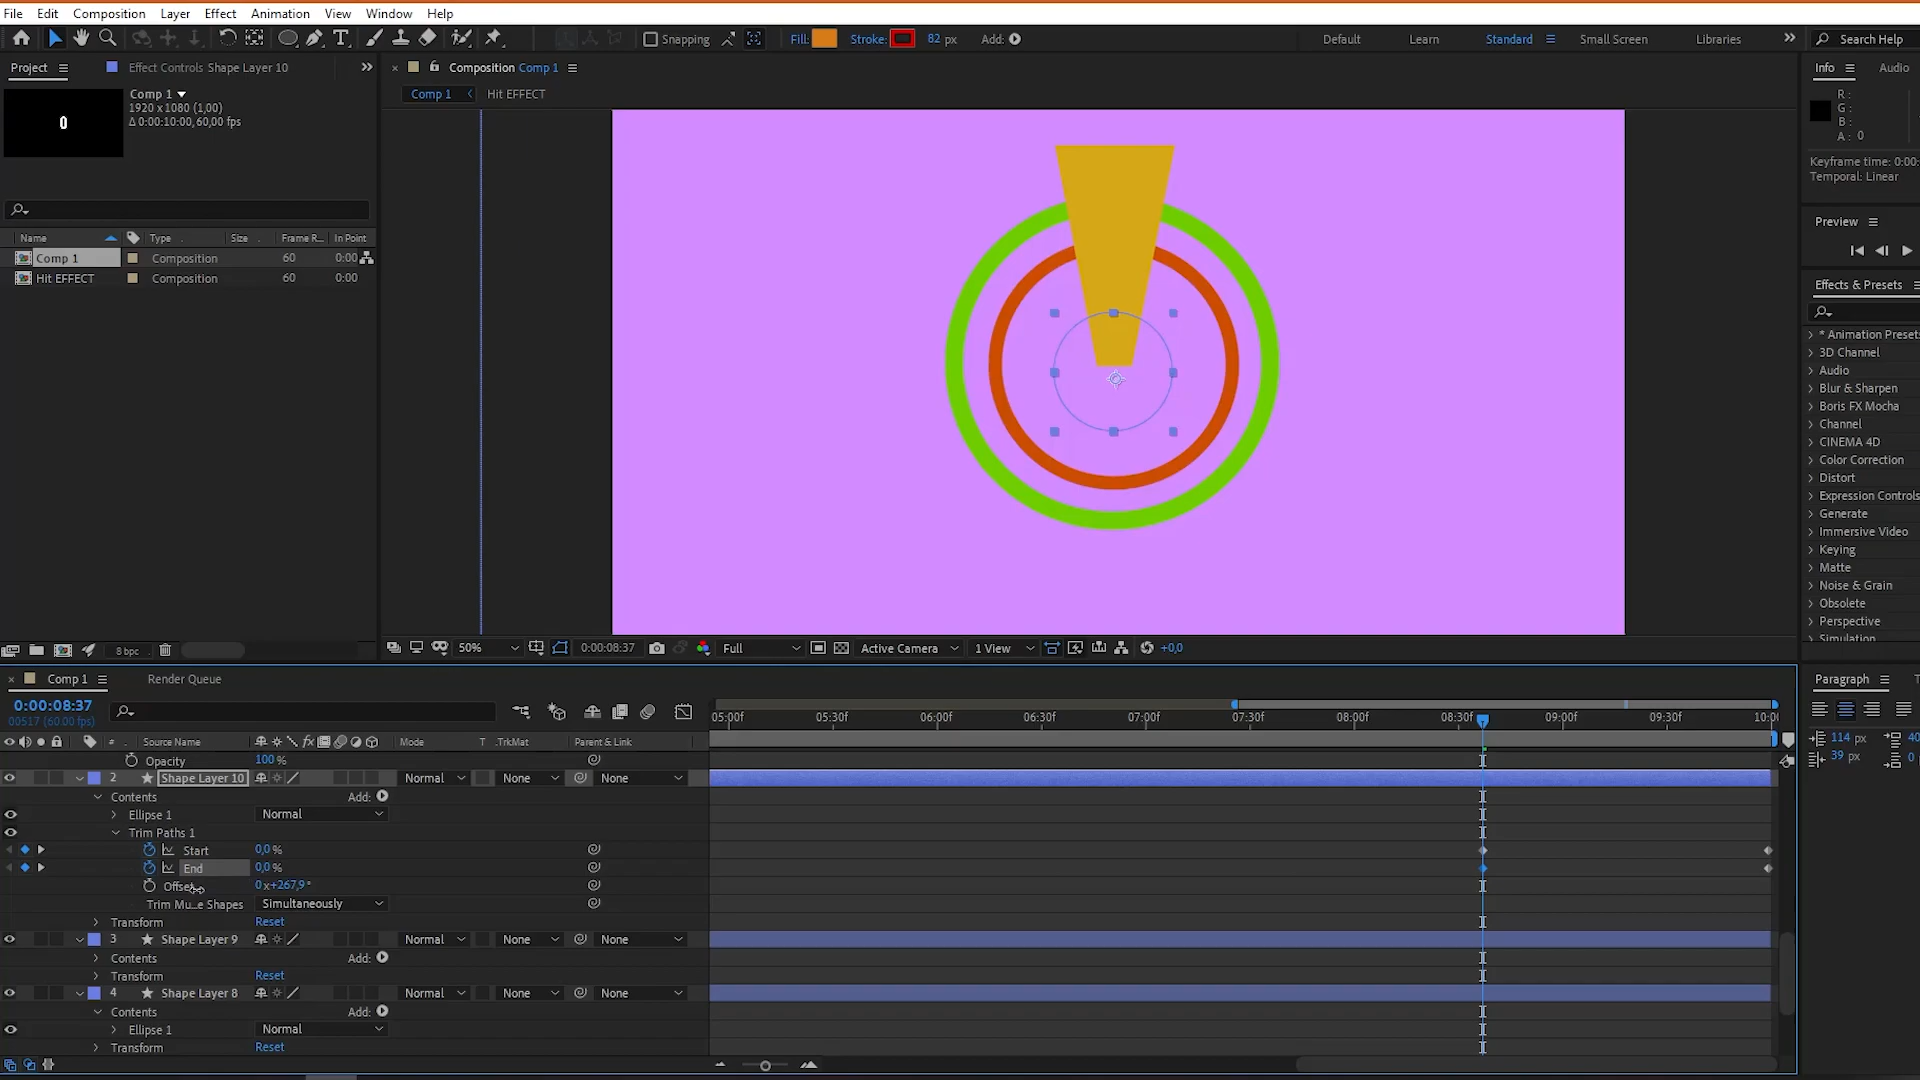 File Edit Composition Layer Effect Animation View Window Help
Snapping Fill: Stroke: 82 px Add: Default Learn Standard Small Screen Libraries Search Help
Project Effect Controls Shape Layer 10
Composition Comp 1
Info Audio
Comp 1
1920 x 1080 (1,00)
Δ 0:00:10:00, 60,00 fps
0
Comp 1 Hit EFFECT
R :
G :
B :
A : 0
Keyframe time: 0:00:
Temporal: Linear
Preview
Name Type Size Frame R... In Point
Comp 1 Composition 60 0:00
Hit EFFECT Composition 60 0:00
Effects & Presets
* Animation Presets
3D Channel
Audio
Blur & Sharpen
Boris FX Mocha
Channel
CINEMA 4D
Color Correction
Distort
Expression Controls
Generate
Immersive Video
Keying
Matte
Noise & Grain
Obsolete
Perspective
Simulation
8 bpc
50% 0:00:08:37 Full Active Camera 1 View +0,0
Comp 1 Render Queue
0:00:08:37
00517 (60.00 fps)
05:00f 05:30f 06:00f 06:30f 07:00f 07:30f 08:00f 08:30f 09:00f 09:30f 10:00
# Source Name fx Mode T .TrkMat Parent & Link
Opacity 100 %
2 Shape Layer 10 Normal None None
Contents Add:
Ellipse 1 Normal
Trim Paths 1
Start 0,0 %
End 0,0 %
Offset 0 x+267,9 °
Trim Mu...e Shapes Simultaneously
Transform Reset
3 Shape Layer 9 Normal None None
Contents Add:
Transform Reset
4 Shape Layer 8 Normal None None
Contents Add:
Ellipse 1 Normal
Transform Reset
Paragraph
114 px 40
39 px 0